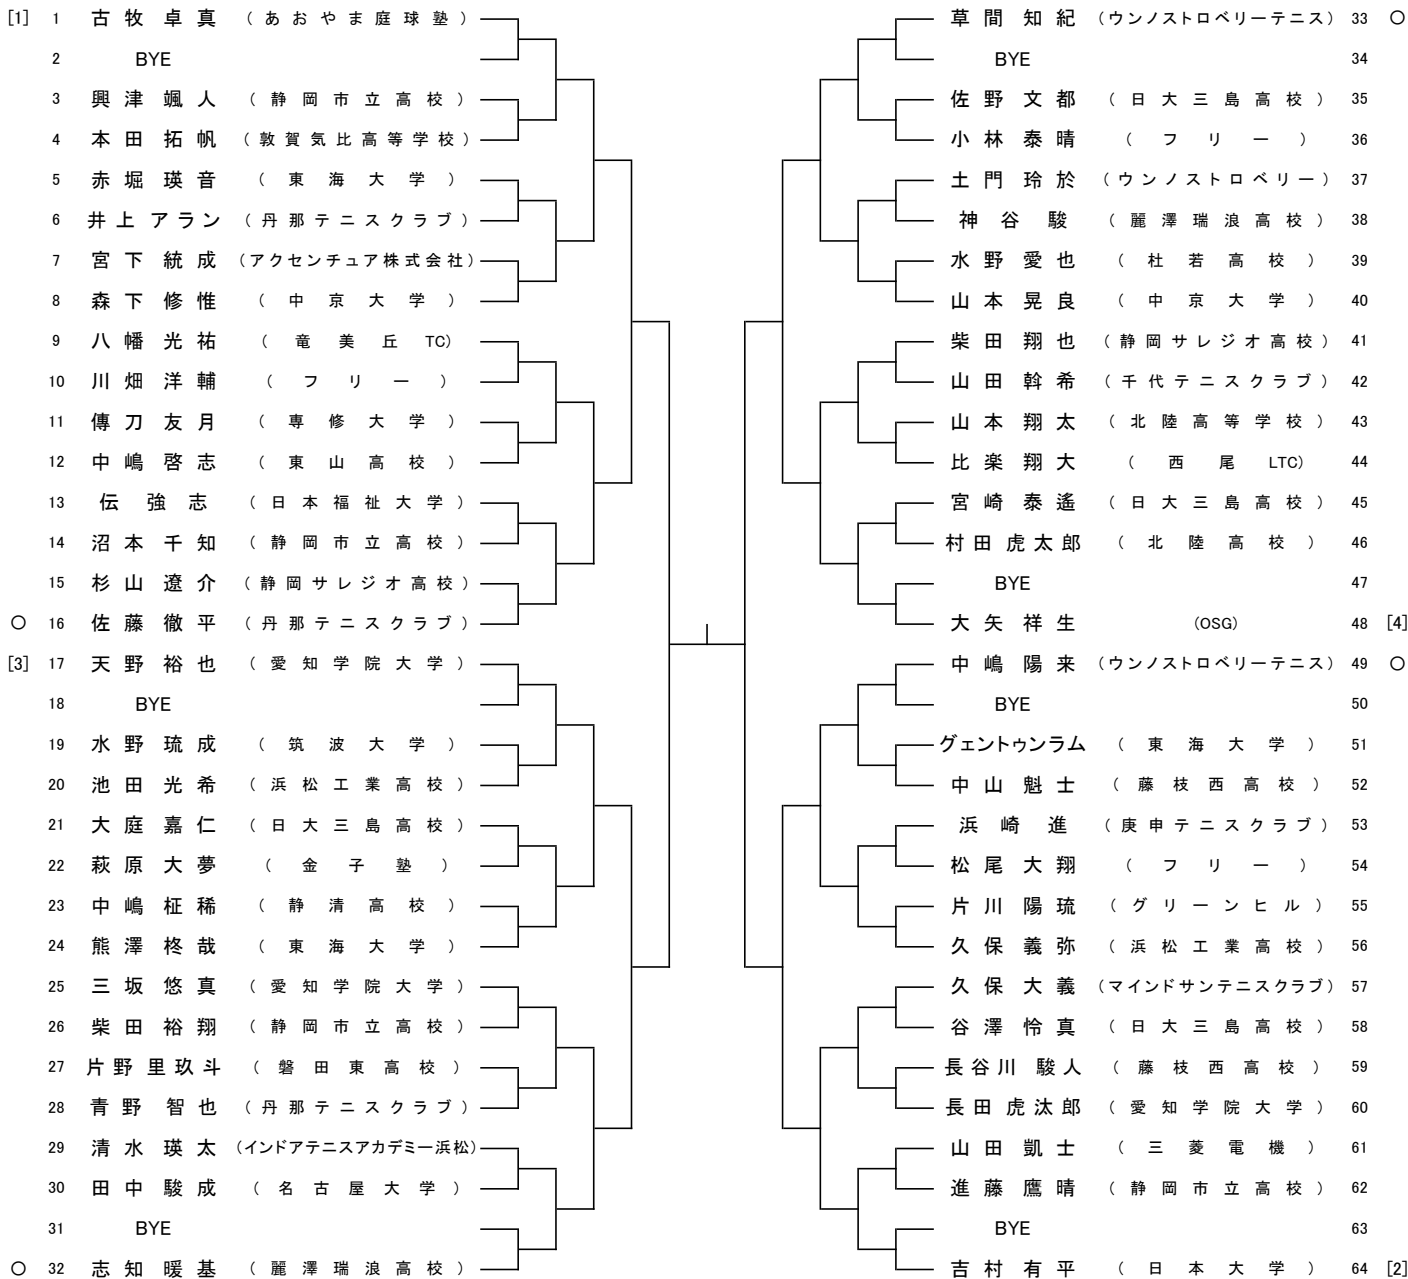 [1] 1 古牧卓真 (あおやま庭球塾)
2 BYE
3 興津颯人 (静岡市立高校)
4 本田拓帆 (敦賀気比高等学校)
5 赤堀瑛音 (東海大学)
6 井上アラン (丹那テニスクラブ)
7 宮下統成 (アクセンチュア株式会社)
8 森下修惟 (中京大学)
9 八幡光祐 (竜美丘TC)
10 川畑洋輔 (フリー)
11 傳刀友月 (専修大学)
12 中嶋啓志 (東山高校)
13 伝強志 (日本福祉大学)
14 沼本千知 (静岡市立高校)
15 杉山遼介 (静岡サレジオ高校)
○ 16 佐藤徹平 (丹那テニスクラブ)
[3] 17 天野裕也 (愛知学院大学)
18 BYE
19 水野琉成 (筑波大学)
20 池田光希 (浜松工業高校)
21 大庭嘉仁 (日大三島高校)
22 萩原大夢 (金子塾)
23 中嶋柾稀 (静清高校)
24 熊澤柊哉 (東海大学)
25 三坂悠真 (愛知学院大学)
26 柴田裕翔 (静岡市立高校)
27 片野里玖斗 (磐田東高校)
28 青野智也 (丹那テニスクラブ)
29 清水瑛太 (インドアテニスアカデミー浜松)
30 田中駿成 (名古屋大学)
31 BYE
○ 32 志知暖基 (麗澤瑞浪高校)
草間知紀 (ウンノストロベリーテニス) 33 ○
BYE 34
佐野文都 (日大三島高校) 35
小林泰晴 (フリー) 36
土門玲於 (ウンノストロベリー) 37
神谷駿 (麗澤瑞浪高校) 38
水野愛也 (杜若高校) 39
山本晃良 (中京大学) 40
柴田翔也 (静岡サレジオ高校) 41
山田斡希 (千代テニスクラブ) 42
山本翔太 (北陸高等学校) 43
比楽翔大 (西尾LTC) 44
宮崎泰遙 (日大三島高校) 45
村田虎太郎 (北陸高校) 46
BYE 47
大矢祥生 (OSG) 48 [4]
中嶋陽来 (ウンノストロベリーテニス) 49 ○
BYE 50
グェントゥンラム (東海大学) 51
中山魁士 (藤枝西高校) 52
浜崎進 (庚申テニスクラブ) 53
松尾大翔 (フリー) 54
片川陽琉 (グリーンヒル) 55
久保義弥 (浜松工業高校) 56
久保大義 (マインドサンテニスクラブ) 57
谷澤怜真 (日大三島高校) 58
長谷川駿人 (藤枝西高校) 59
長田虎汰郎 (愛知学院大学) 60
山田凱士 (三菱電機) 61
進藤鷹晴 (静岡市立高校) 62
BYE 63
吉村有平 (日本大学) 64 [2]